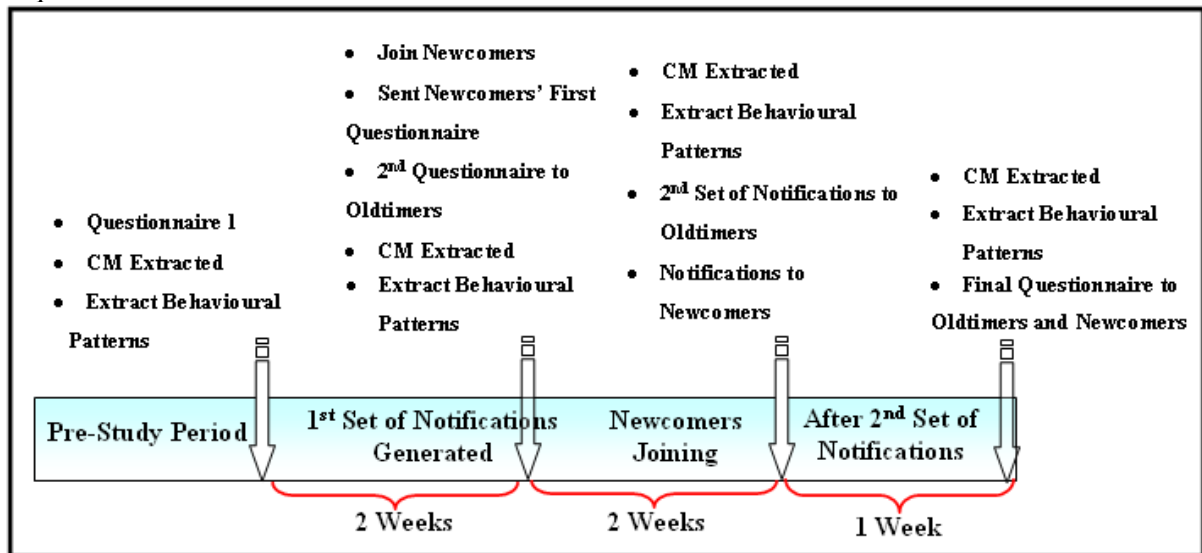 • Questionnaire 1
• CM Extracted
• Extract Behavioural
Patterns
• Join Newcomers
• Sent Newcomers' First
Questionnaire
• 2nd Questionnaire to
Oldtimers
• CM Extracted
• Extract Behavioural
Patterns
• CM Extracted
• Extract Behavioural
Patterns
• 2nd Set of Notifications to
Oldtimers
• Notifications to
Newcomers
• CM Extracted
• Extract Behavioural
Patterns
• Final Questionnaire to
Oldtimers and Newcomers
Pre-Study Period
1st Set of Notifications
Generated
Newcomers
Joining
After 2nd Set of
Notifications
2 Weeks
2 Weeks
1 Week